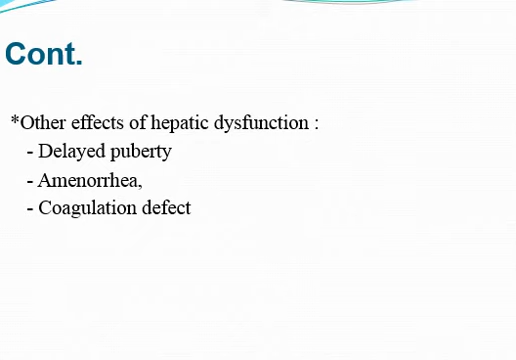 Cont.
*Other effects of hepatic dysfunction :
- Delayed puberty
- Amenorrhea,
- Coagulation defect